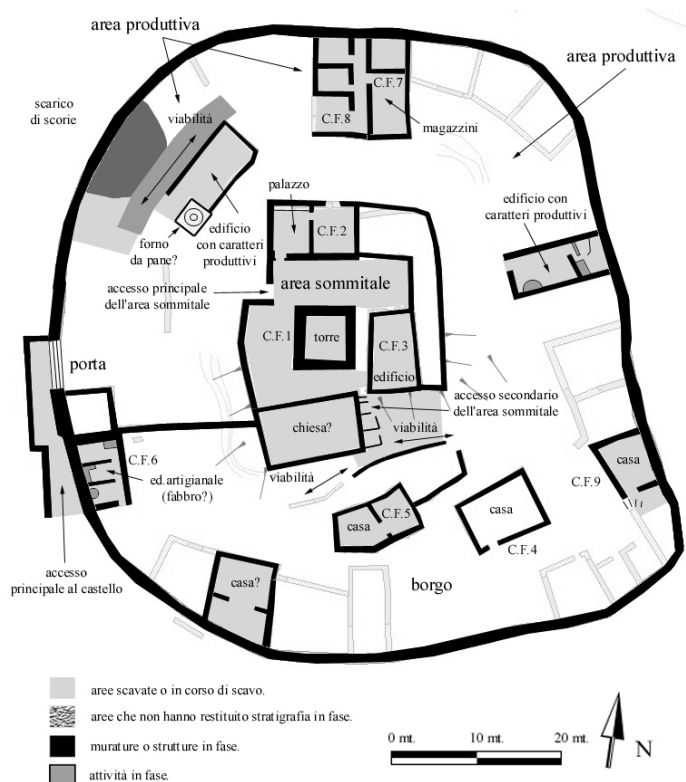 area produttiva
area produttiva
scarico
di scorie
viabilità
C.F.7
C.F.8
magazzini
palazzo
C.F.2
edificio con
caratteri produttivi
forno
da pane?
edificio
con caratteri
produttivi
accesso principale
dell'area sommitale
area sommitale
C.F.1
torre
C.F.3
edificio
porta
accesso secondario
dell'area sommitale
chiesa?
viabilità
viabilità
C.F.6
ed.artigianale
(fabbro?)
casa
C.F.9
casa
C.F.5
casa
C.F.4
casa?
borgo
accesso
principale al castello
aree scavate o in corso di scavo.
aree che non hanno restituito stratigrafia in fase.
murature o strutture in fase.
attività in fase.
0 mt.
10 mt.
20 mt.
N